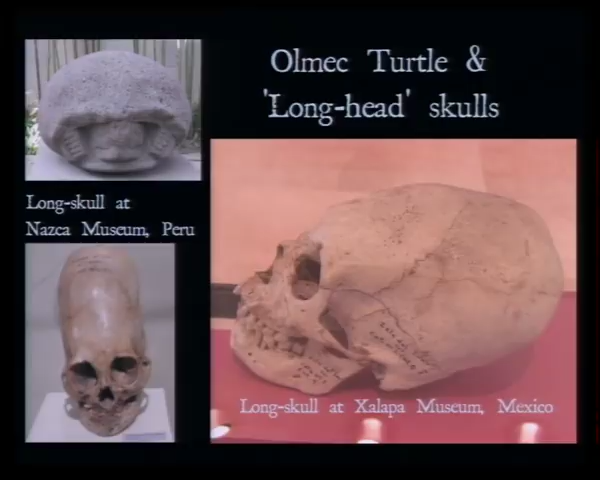 Olmec Turtle &
'Long-head' skulls
Long-skull at
Nazca Museum, Peru
Long-skull at Xalapa Museum, Mexico